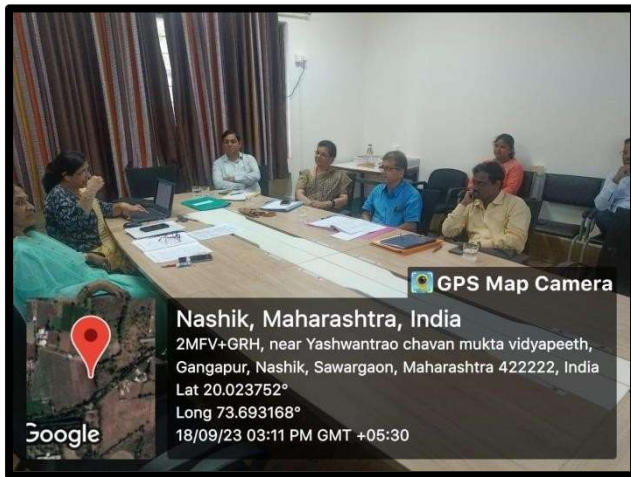 GPS Map Camera
Nashik, Maharashtra, India
2MFV+GRH, near Yashwantrao chavan mukta vidyapeeth,
Gangapur, Nashik, Sawargaon, Maharashtra 422222, India
Lat 20.023752°
Long 73.693168°
18/09/23 03:11 PM GMT +05:30
Google